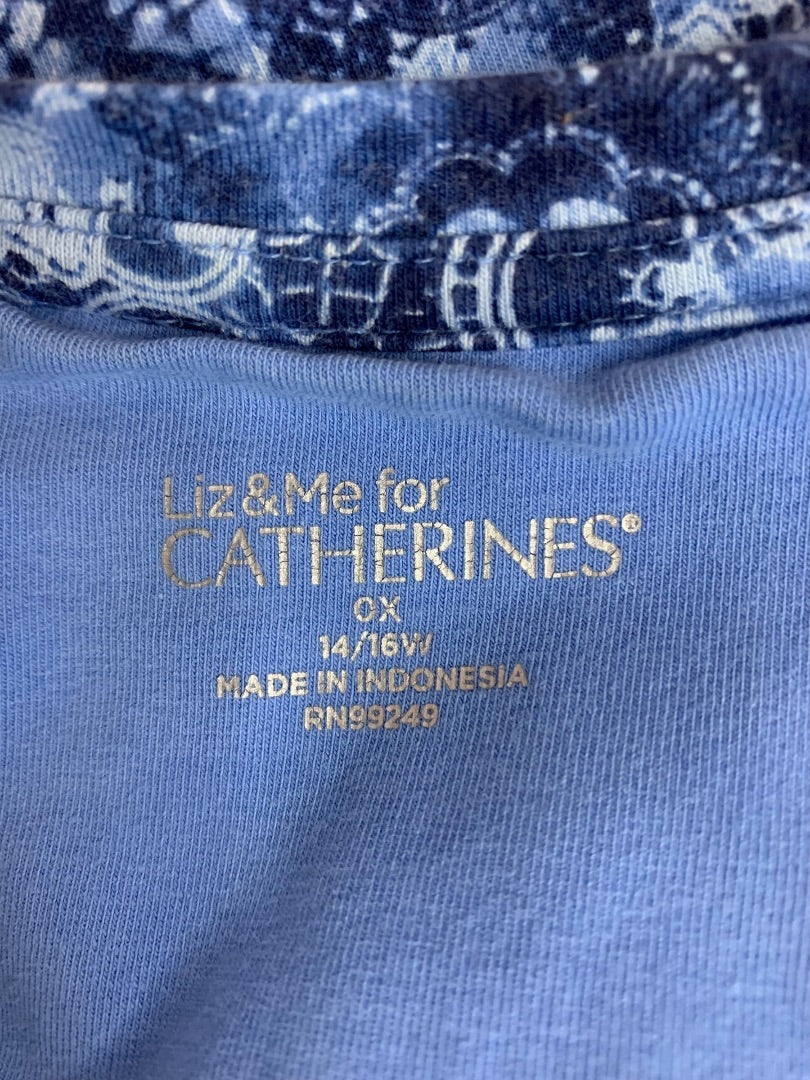 Liz&Me for
CATHERINES®
0X
14/16W
MADE IN INDONESIA
RN99249